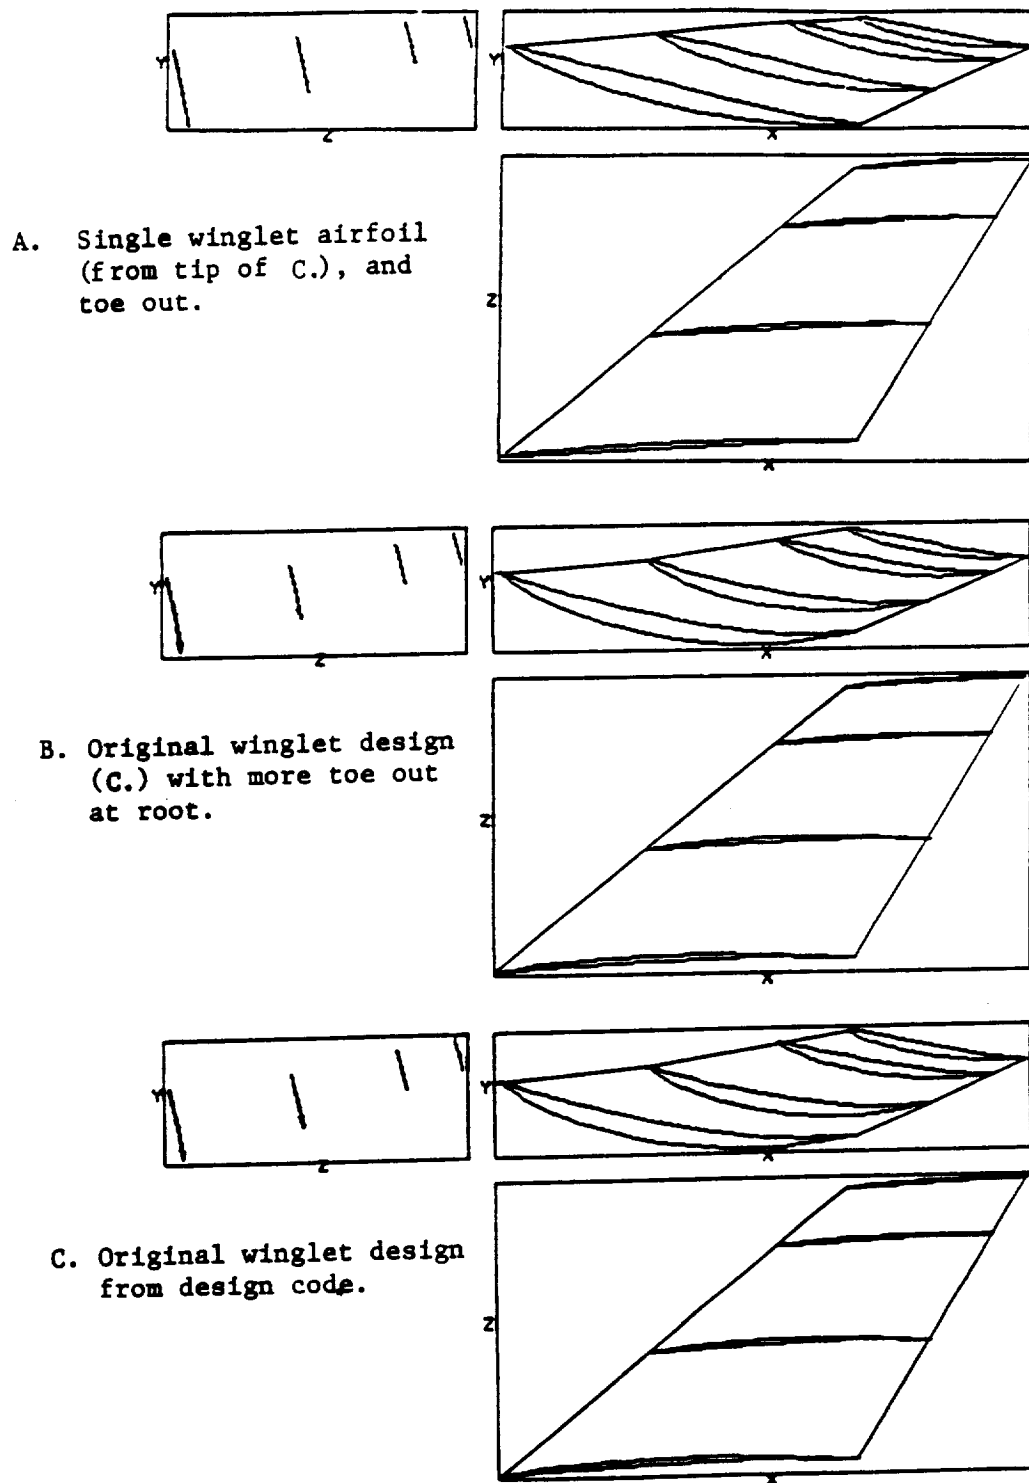 Y
Z
Y
X
A. Single winglet airfoil
(from tip of C.), and
toe out.
Z
X
Y
Z
Y
X
B. Original winglet design
(C.) with more toe out
at root.
Z
X
Y
Z
Y
X
C. Original winglet design
from design code.
Z
X